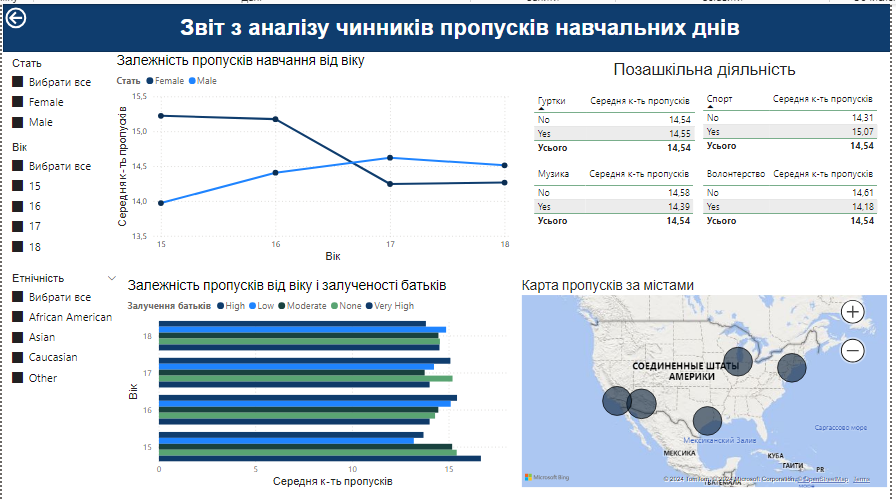 Звіт з аналізу чинників пропусків навчальних днів
Стать
Вибрати все
Female
Male
Вік
Вибрати все
15
16
17
18
Етнічність
Вибрати все
African American
Asian
Caucasian
Other
Залежність пропусків навчання від віку
Стать Female Male
Середня к-ть пропусків
15,5
15,0
14,5
14,0
13,5
15 16 17 18
Вік
Позашкільна діяльність
Гуртки Середня к-ть пропусків
No 14,54
Yes 14,55
Усього 14,54
Спорт Середня к-ть пропусків
No 14,31
Yes 15,07
Усього 14,54
Музика Середня к-ть пропусків
No 14,58
Yes 14,39
Усього 14,54
Волонтерство Середня к-ть пропусків
No 14,61
Yes 14,18
Усього 14,54
Залежність пропусків від віку і залученості батьків
Залучення батьків High Low Moderate None Very High
Вік
18
17
16
15
0 5 10 15
Середня к-ть пропусків
Карта пропусків за містами
СОЕДИНЕННЫЕ ШТАТЫ
АМЕРИКИ
Саргассово море
Мексиканский Залив
МЕКСИКА
КУБА
ГАИТИ
PR
Microsoft Bing
© 2024 TomTom, © 2024 Microsoft Corporation, © OpenStreetMap Terms